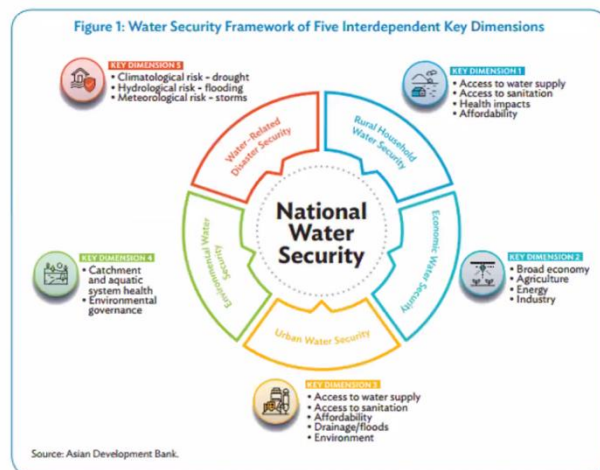 Figure 1: Water Security Framework of Five Interdependent Key Dimensions
KEY DIMENSION 5
• Climatological risk – drought
• Hydrological risk – flooding
• Meteorological risk – storms
KEY DIMENSION 1
• Access to water supply
• Access to sanitation
• Health impacts
• Affordability
Water-Related
Disaster Security
Rural Household
Water Security
National
Water
Security
Environmental Water
Security
Economic Water Security
KEY DIMENSION 4
• Catchment
and aquatic
system health
• Environmental
governance
KEY DIMENSION 2
• Broad economy
• Agriculture
• Energy
• Industry
Urban Water Security
KEY DIMENSION 3
• Access to water supply
• Access to sanitation
• Affordability
• Drainage/floods
• Environment
Source: Asian Development Bank.